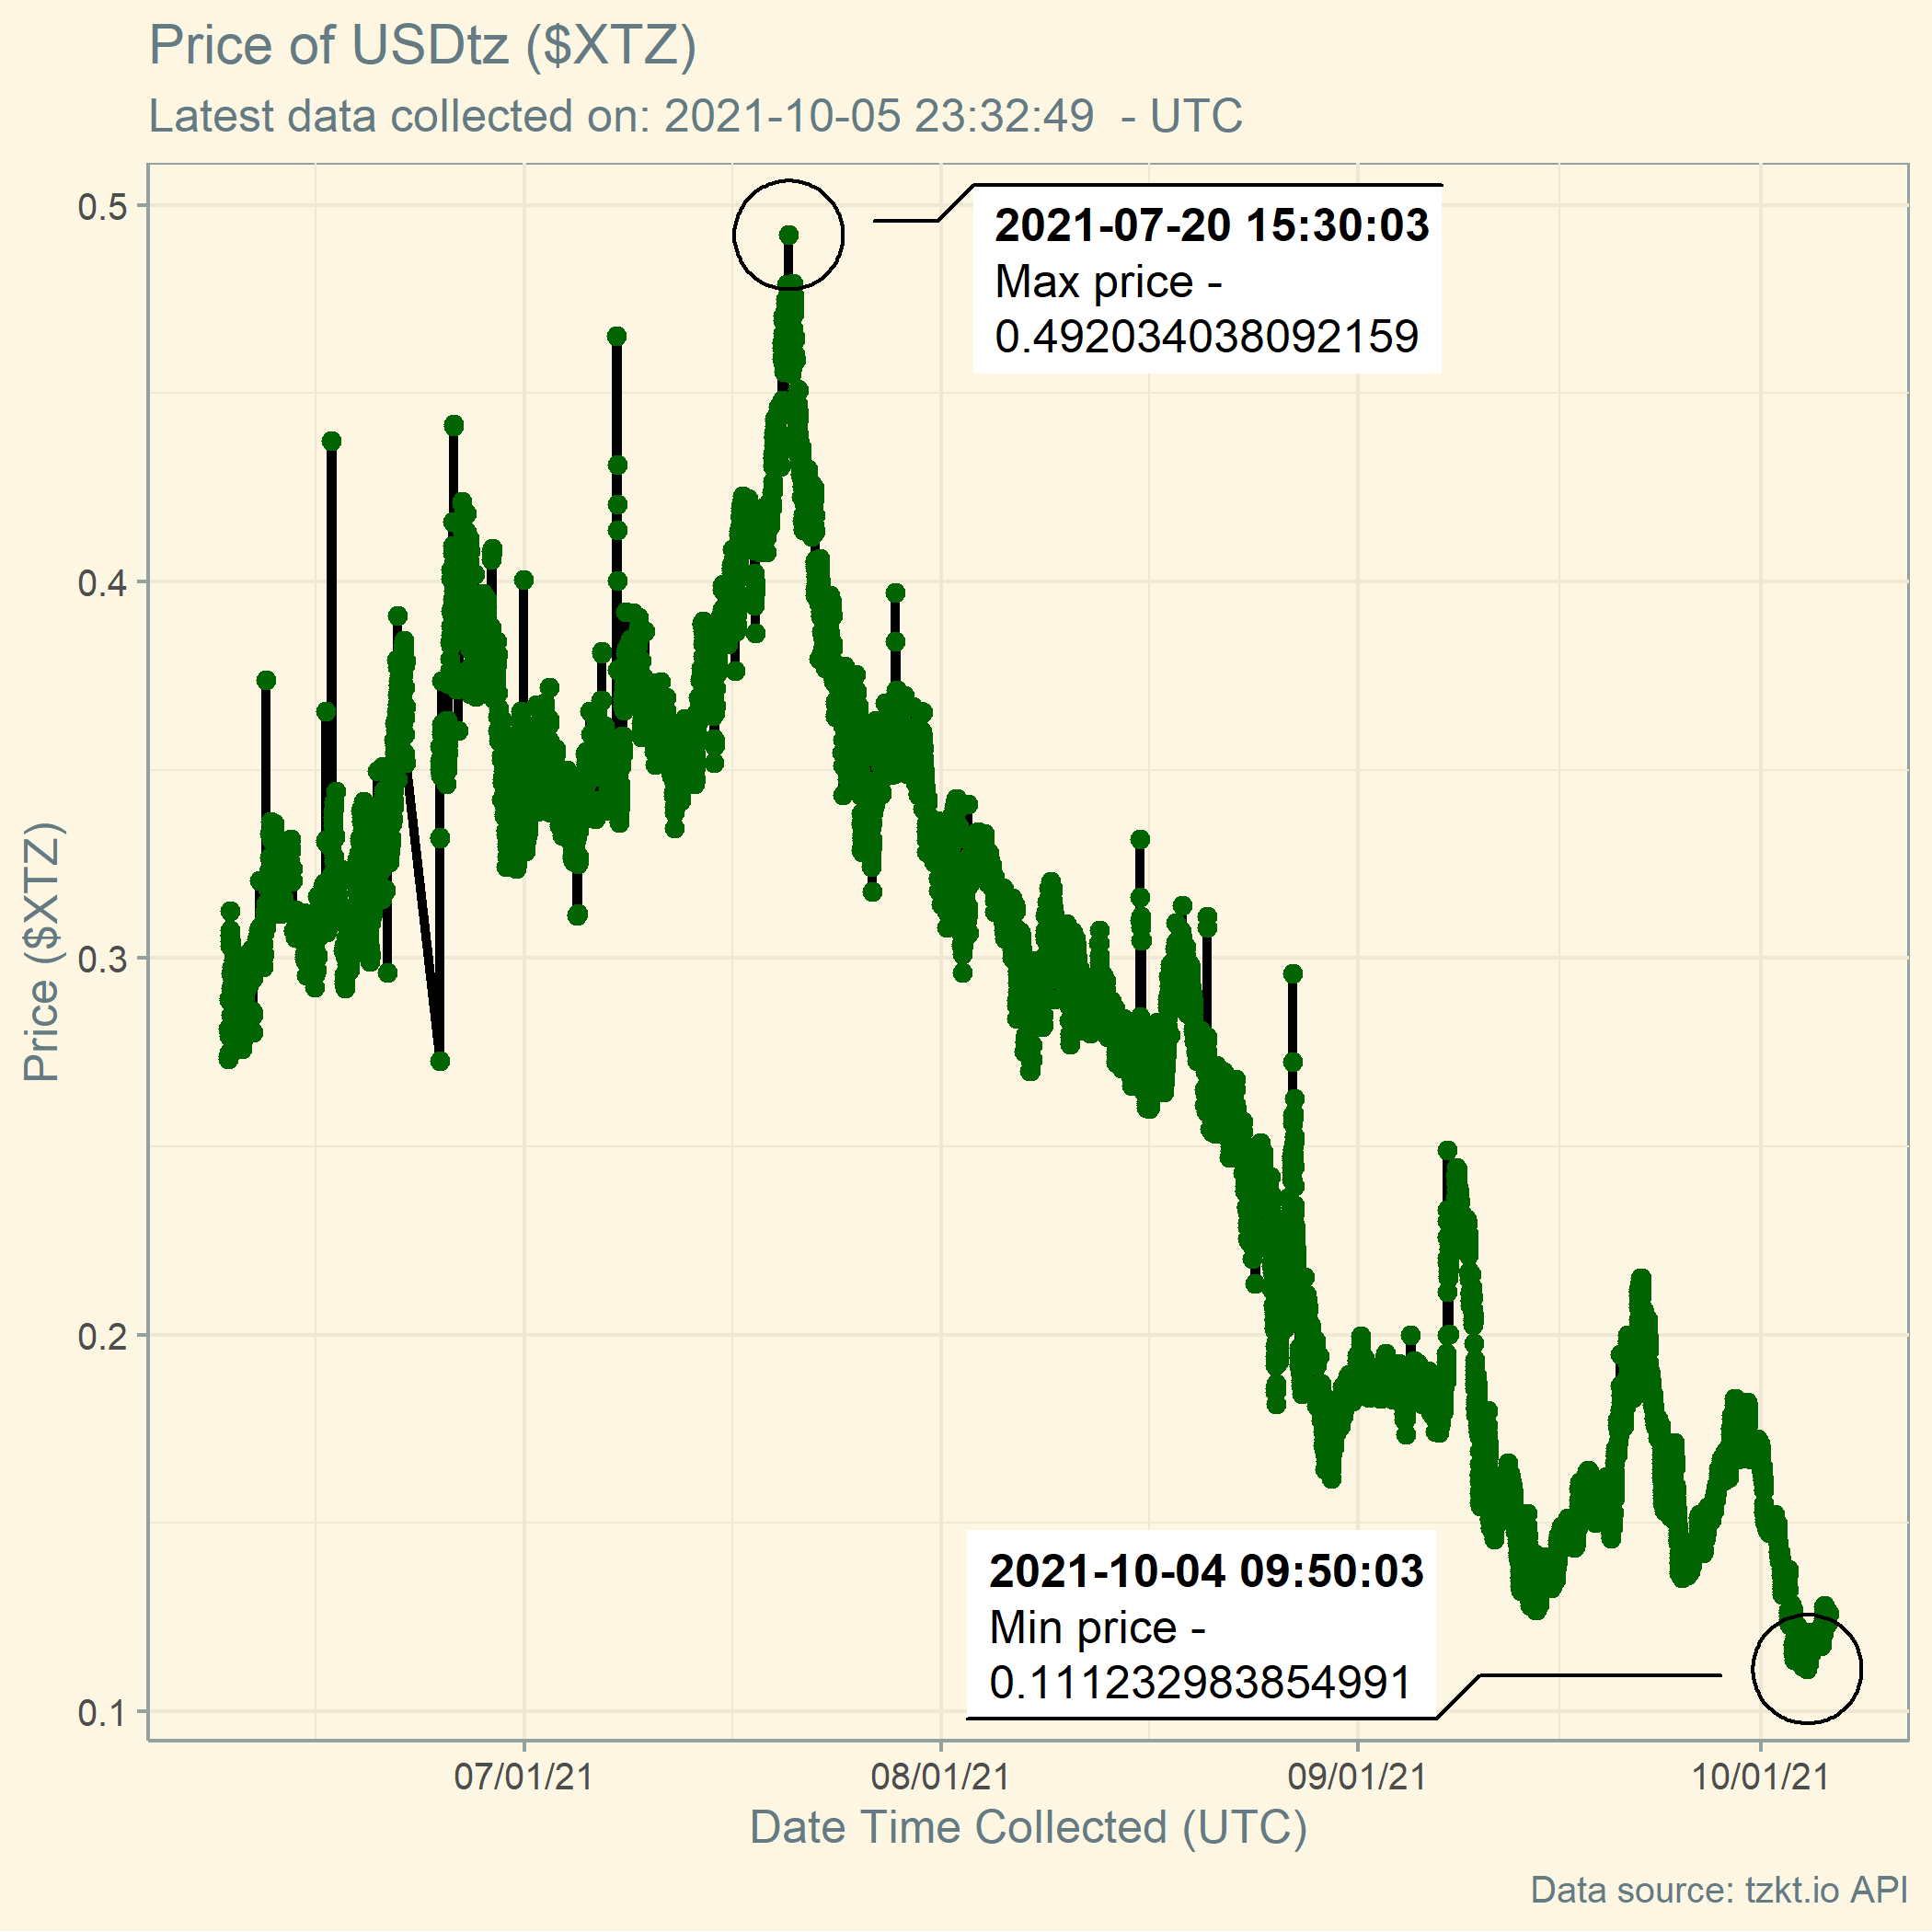 Price of USDtz ($XTZ)
Latest data collected on: 2021-10-05 23:32:49  - UTC
0.5
0.4
0.3
0.2
0.1
Price ($XTZ)
2021-07-20 15:30:03
Max price -
0.492034038092159
2021-10-04 09:50:03
Min price -
0.111232983854991
07/01/21
08/01/21
09/01/21
10/01/21
Date Time Collected (UTC)
Data source: tzkt.io API